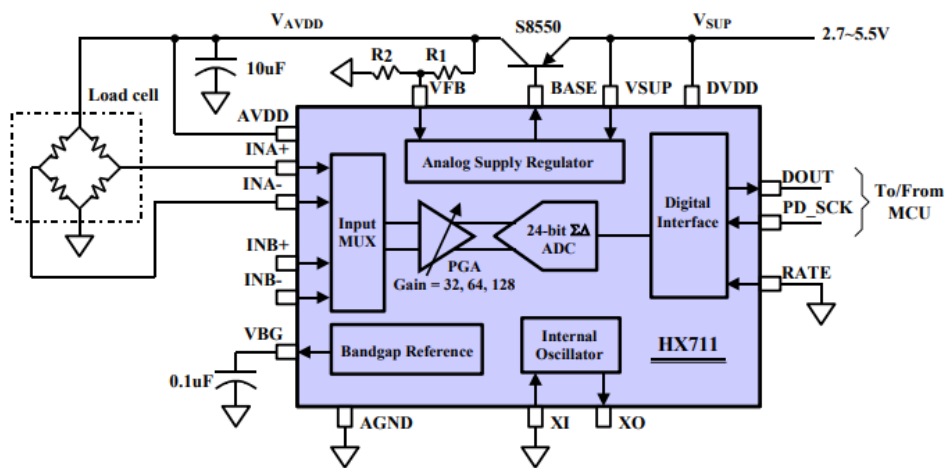 V_AVDD
S8550
V_SUP
2.7~5.5V
10uF
R2
R1
VFB
BASE
VSUP
DVDD
Load cell
AVDD
INA+
INA-
INB+
INB-
VBG
0.1uF
Analog Supply Regulator
Input
MUX
PGA
Gain = 32, 64, 128
24-bit ΣΔ
ADC
Digital
Interface
DOUT
PD_SCK
To/From
MCU
RATE
Bandgap Reference
Internal
Oscillator
HX711
AGND
XI
XO